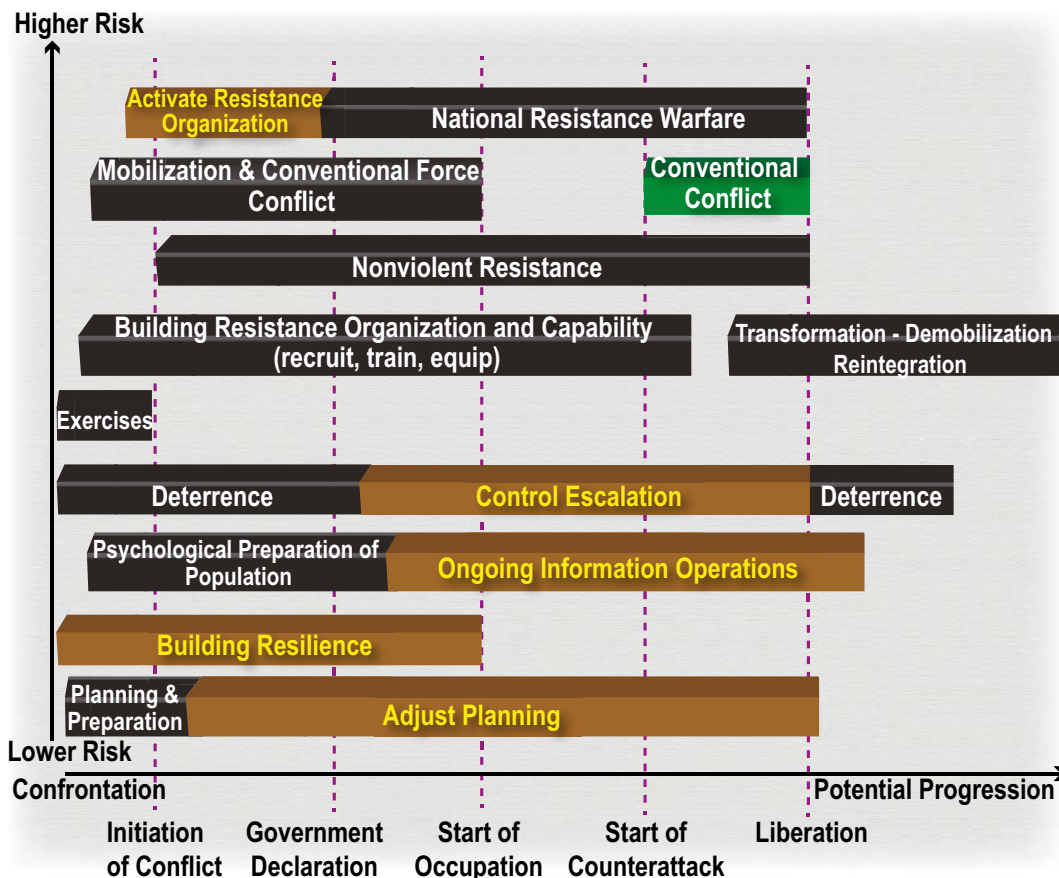 Higher Risk
Activate Resistance
Organization
National Resistance Warfare
Mobilization & Conventional Force
Conflict
Conventional
Conflict
Nonviolent Resistance
Building Resistance Organization and Capability
(recruit, train, equip)
Transformation - Demobilization
Reintegration
Exercises
Deterrence
Control Escalation
Deterrence
Psychological Preparation of
Population
Ongoing Information Operations
Building Resilience
Planning &
Preparation
Adjust Planning
Lower Risk
Confrontation
Potential Progression
Initiation
of Conflict
Government
Declaration
Start of
Occupation
Start of
Counterattack
Liberation